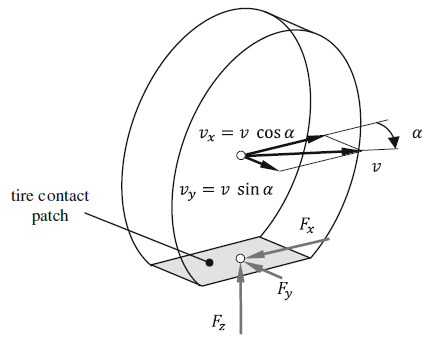 v_x = v cos α
α
v
v_y = v sin α
tire contact
patch
F_x
F_y
F_z